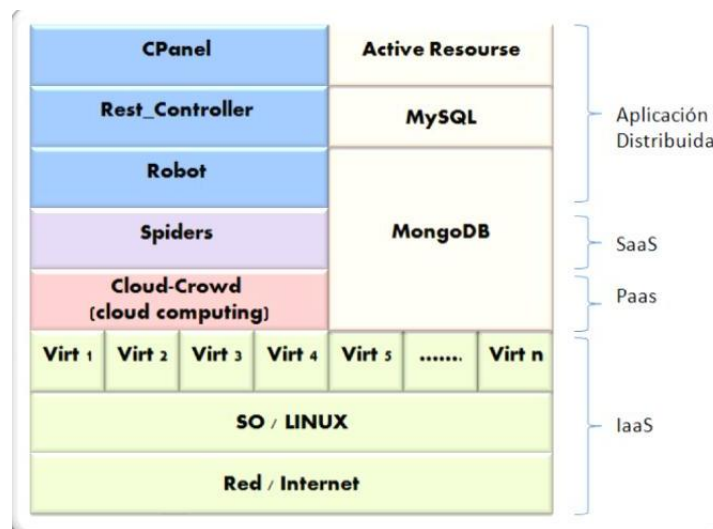 CPanel
Active Resourse
Rest_Controller
MySQL
Aplicación
Distribuida
Robot
Spiders
MongoDB
SaaS
Cloud-Crowd
(cloud computing)
Paas
Virt 1 Virt 2 Virt 3 Virt 4 Virt 5 ....... Virt n
SO / LINUX
IaaS
Red / Internet